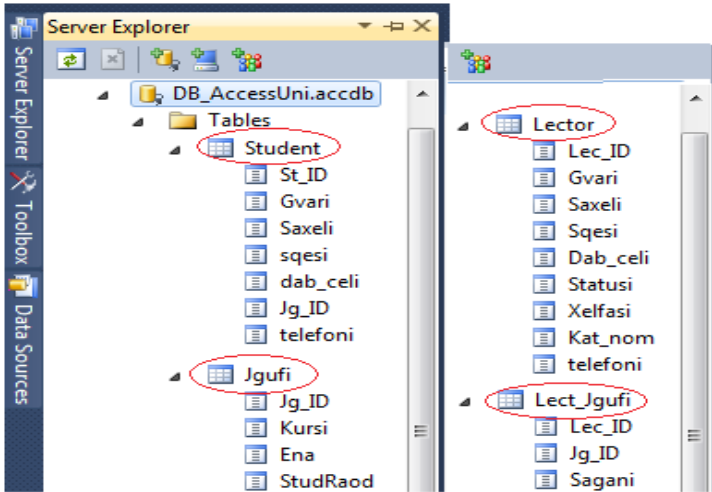 Server Explorer
Server Explorer
Toolbox
Data Sources
DB_AccessUni.accdb
Tables
Student
St_ID
Gvari
Saxeli
sqesi
dab_celi
Jg_ID
telefoni
Jgufi
Jg_ID
Kursi
Ena
StudRaod
Lector
Lec_ID
Gvari
Saxeli
Sqesi
Dab_celi
Statusi
Xelfasi
Kat_nom
telefoni
Lect_Jgufi
Lec_ID
Jg_ID
Sagani